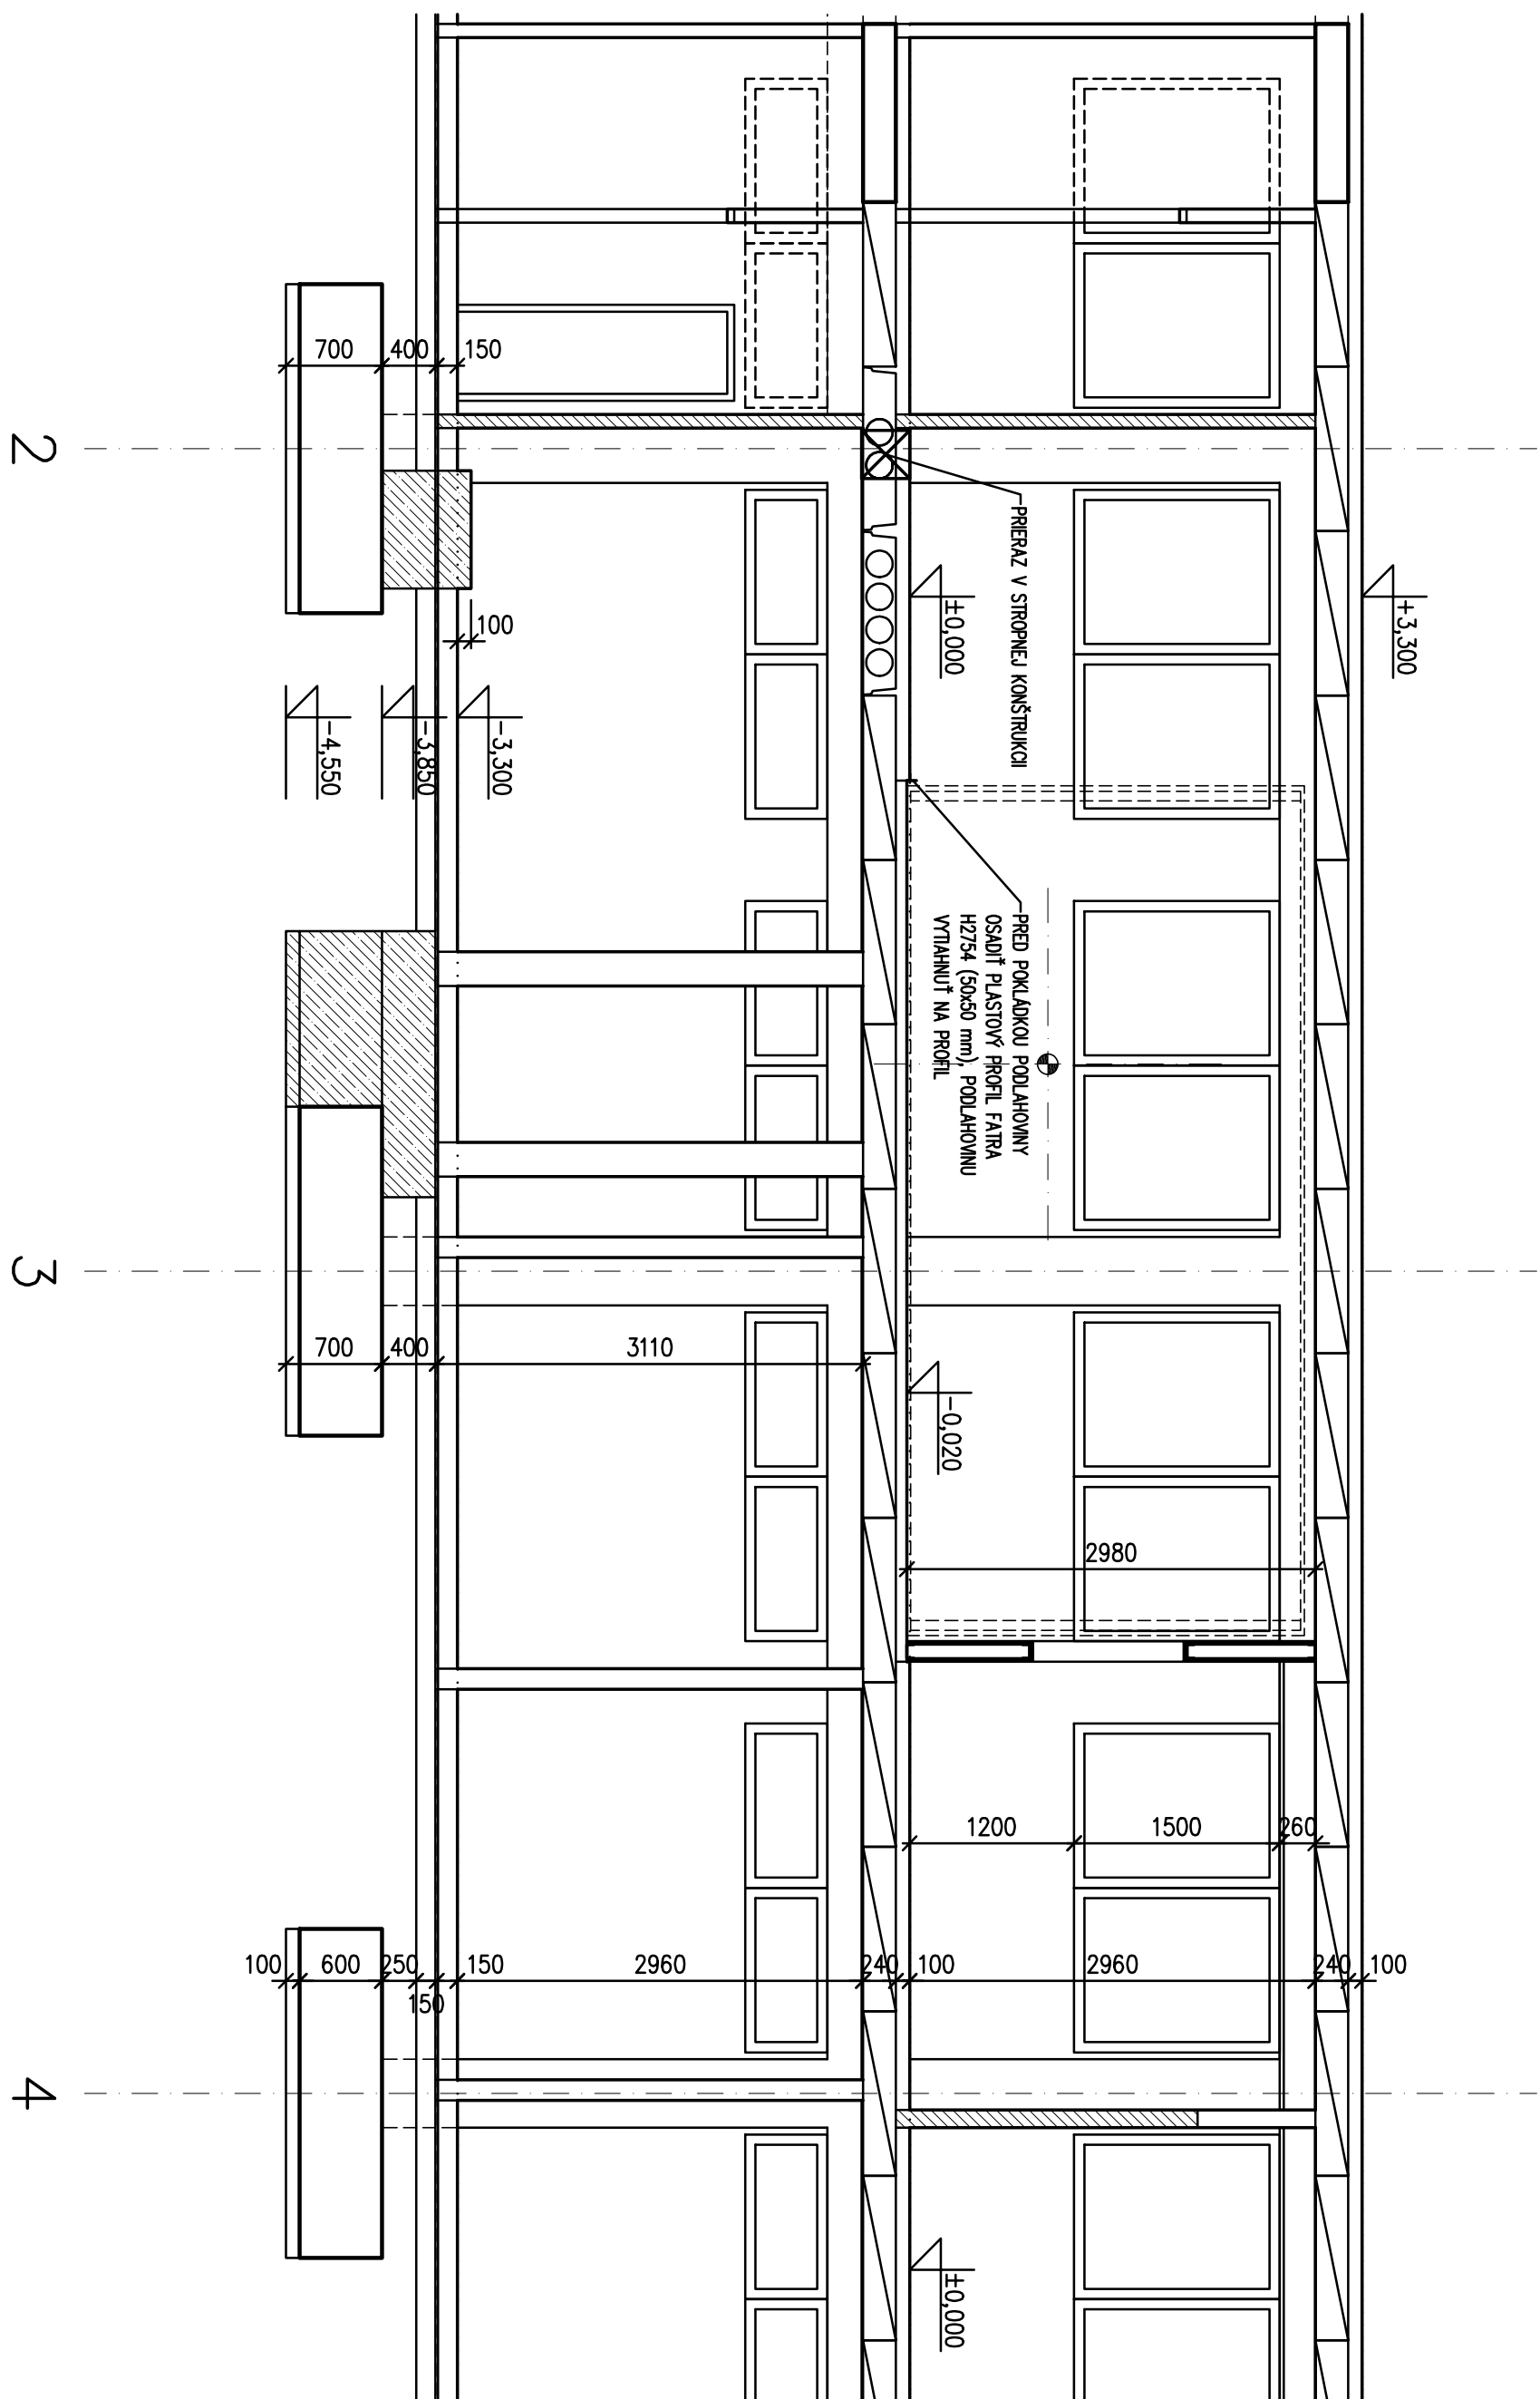 +3,300
±0,000
PRIERAZ V STROPNEJ KONŠTRUKCII
-3,300
-3,850
-4,550
PRED POKLÁDKOU PODLAHOVINY
OSADIŤ PLASTOVÝ PROFIL FATRA
H2754 (50x50 mm), PODLAHOVINU
VYTIAHNUŤ NA PROFIL
-0,020
±0,000
700 400 150
100
700 400 3110
2980
1200 1500 260
100 600 250 150 150 2960 240 100 2960 240 100
2
3
4